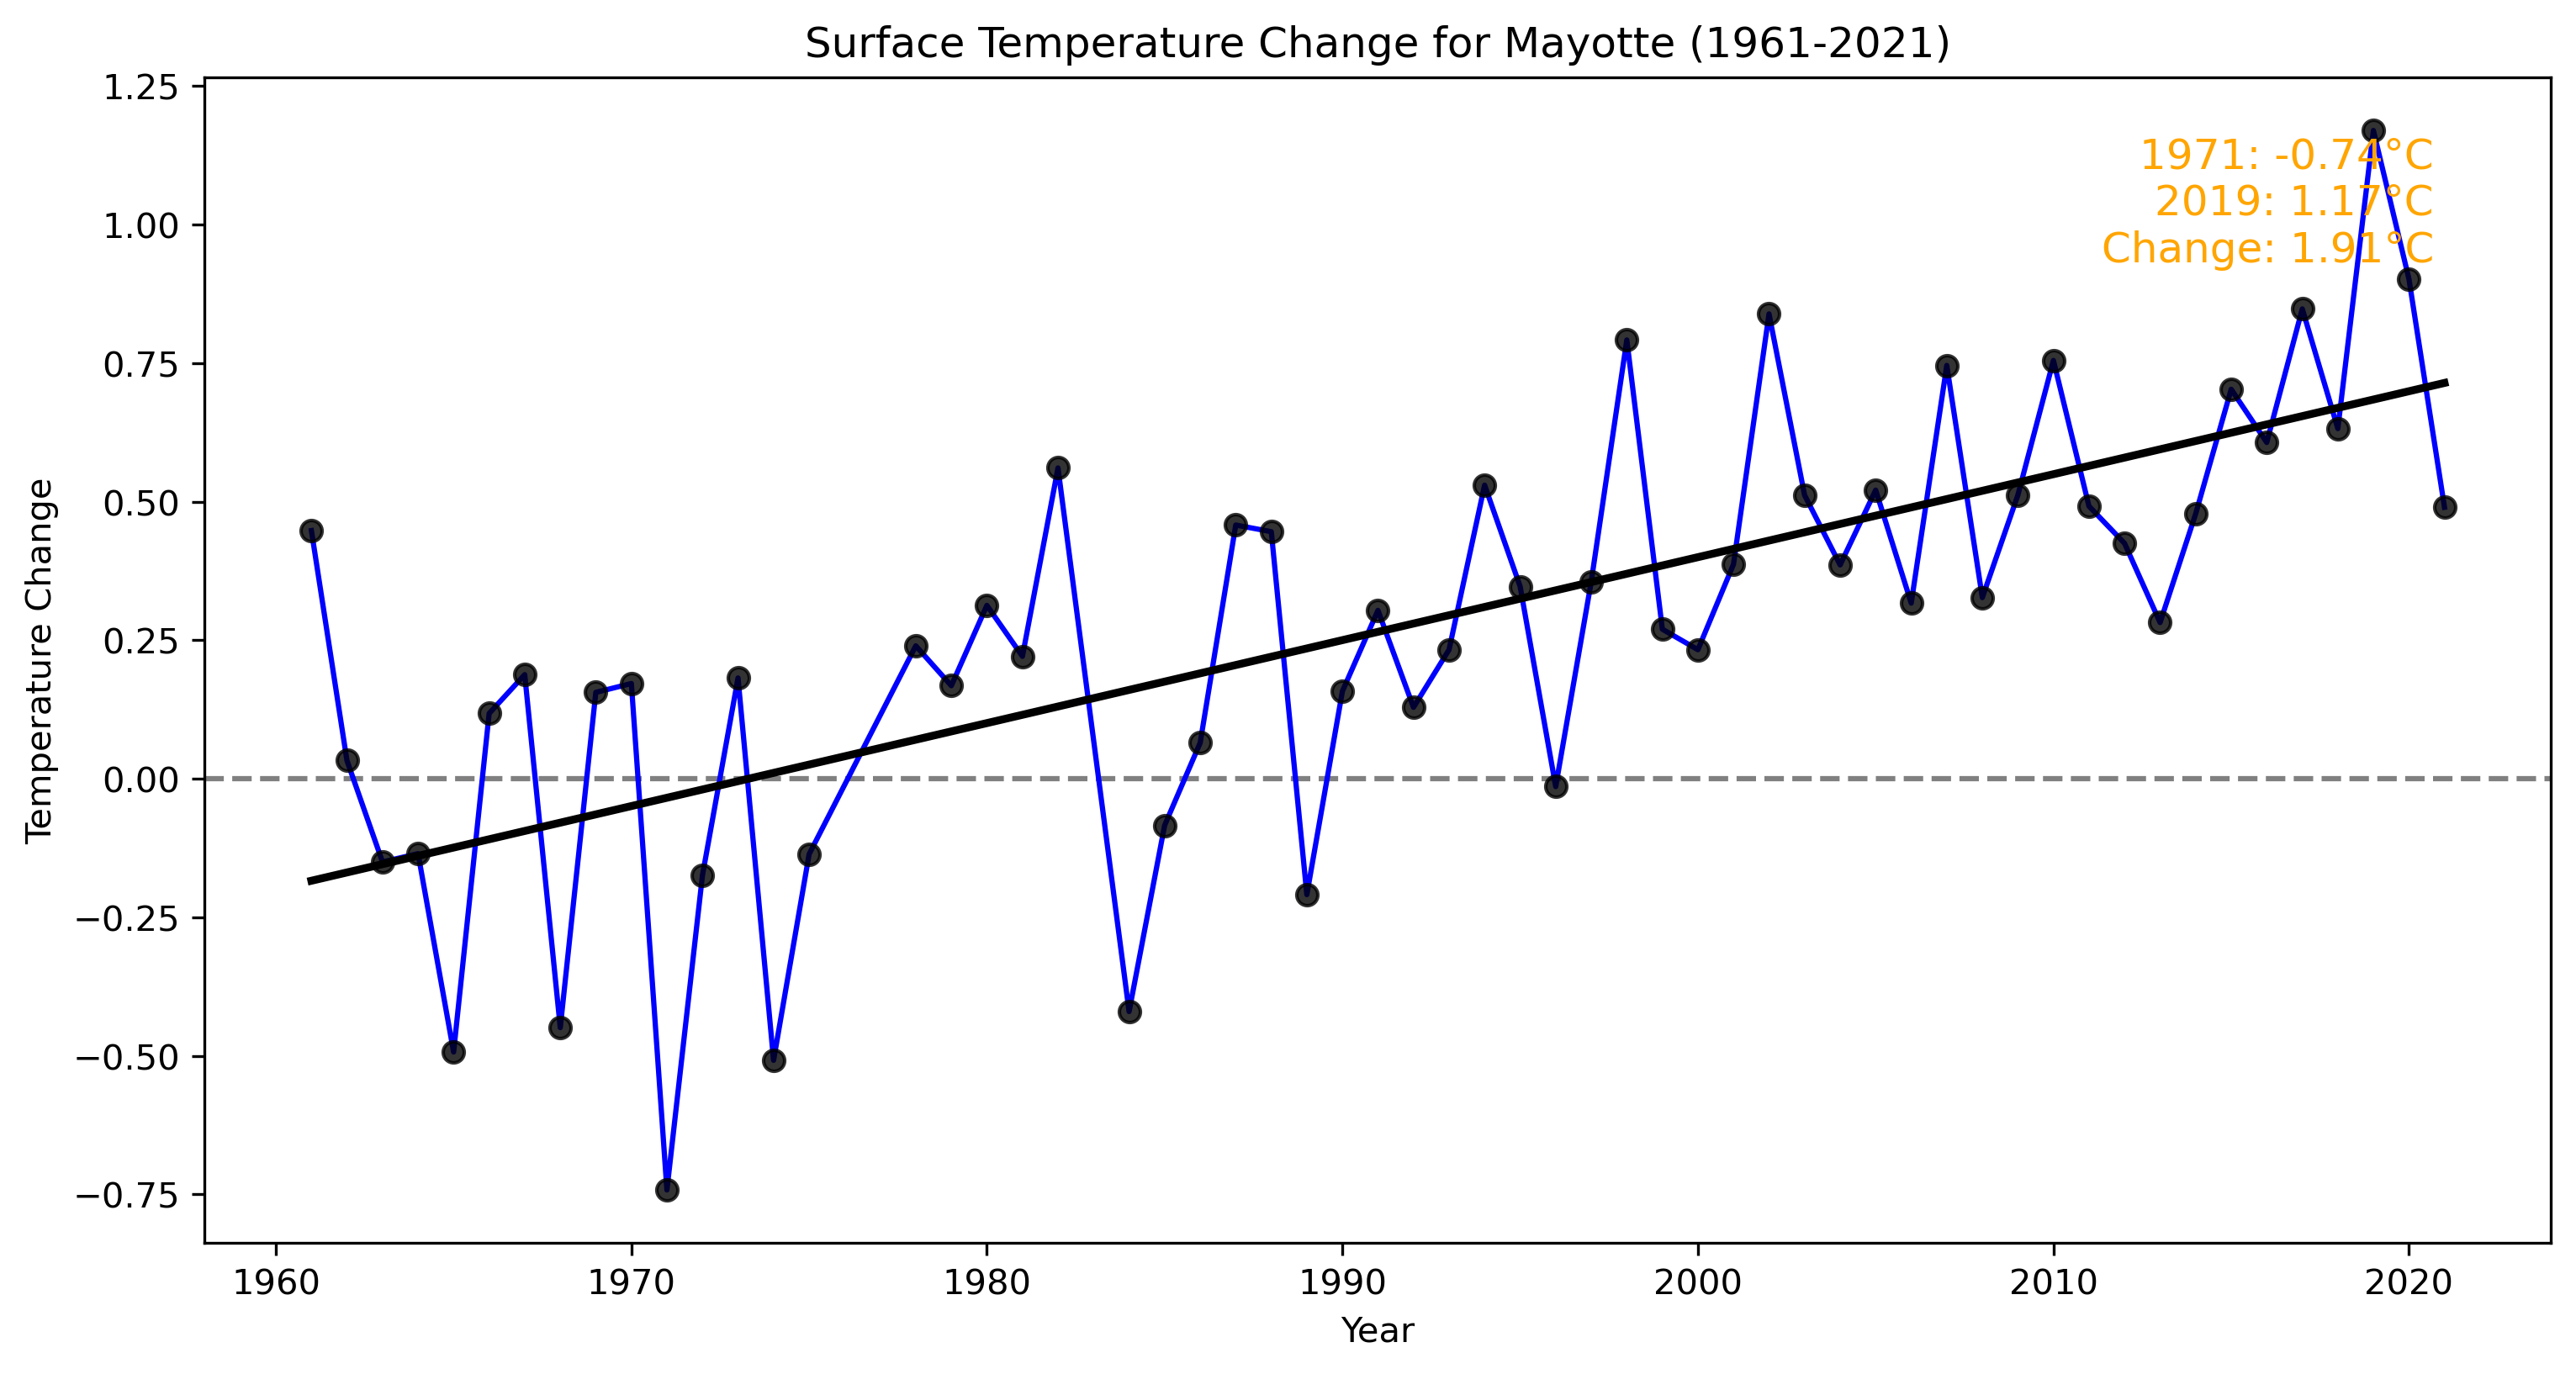 Surface Temperature Change for Mayotte (1961-2021)
1.25
1.00
0.75
0.50
0.25
0.00
−0.25
−0.50
−0.75
Temperature Change
1971: -0.74°C
2019: 1.17°C
Change: 1.91°C
1960 1970 1980 1990 2000 2010 2020
Year